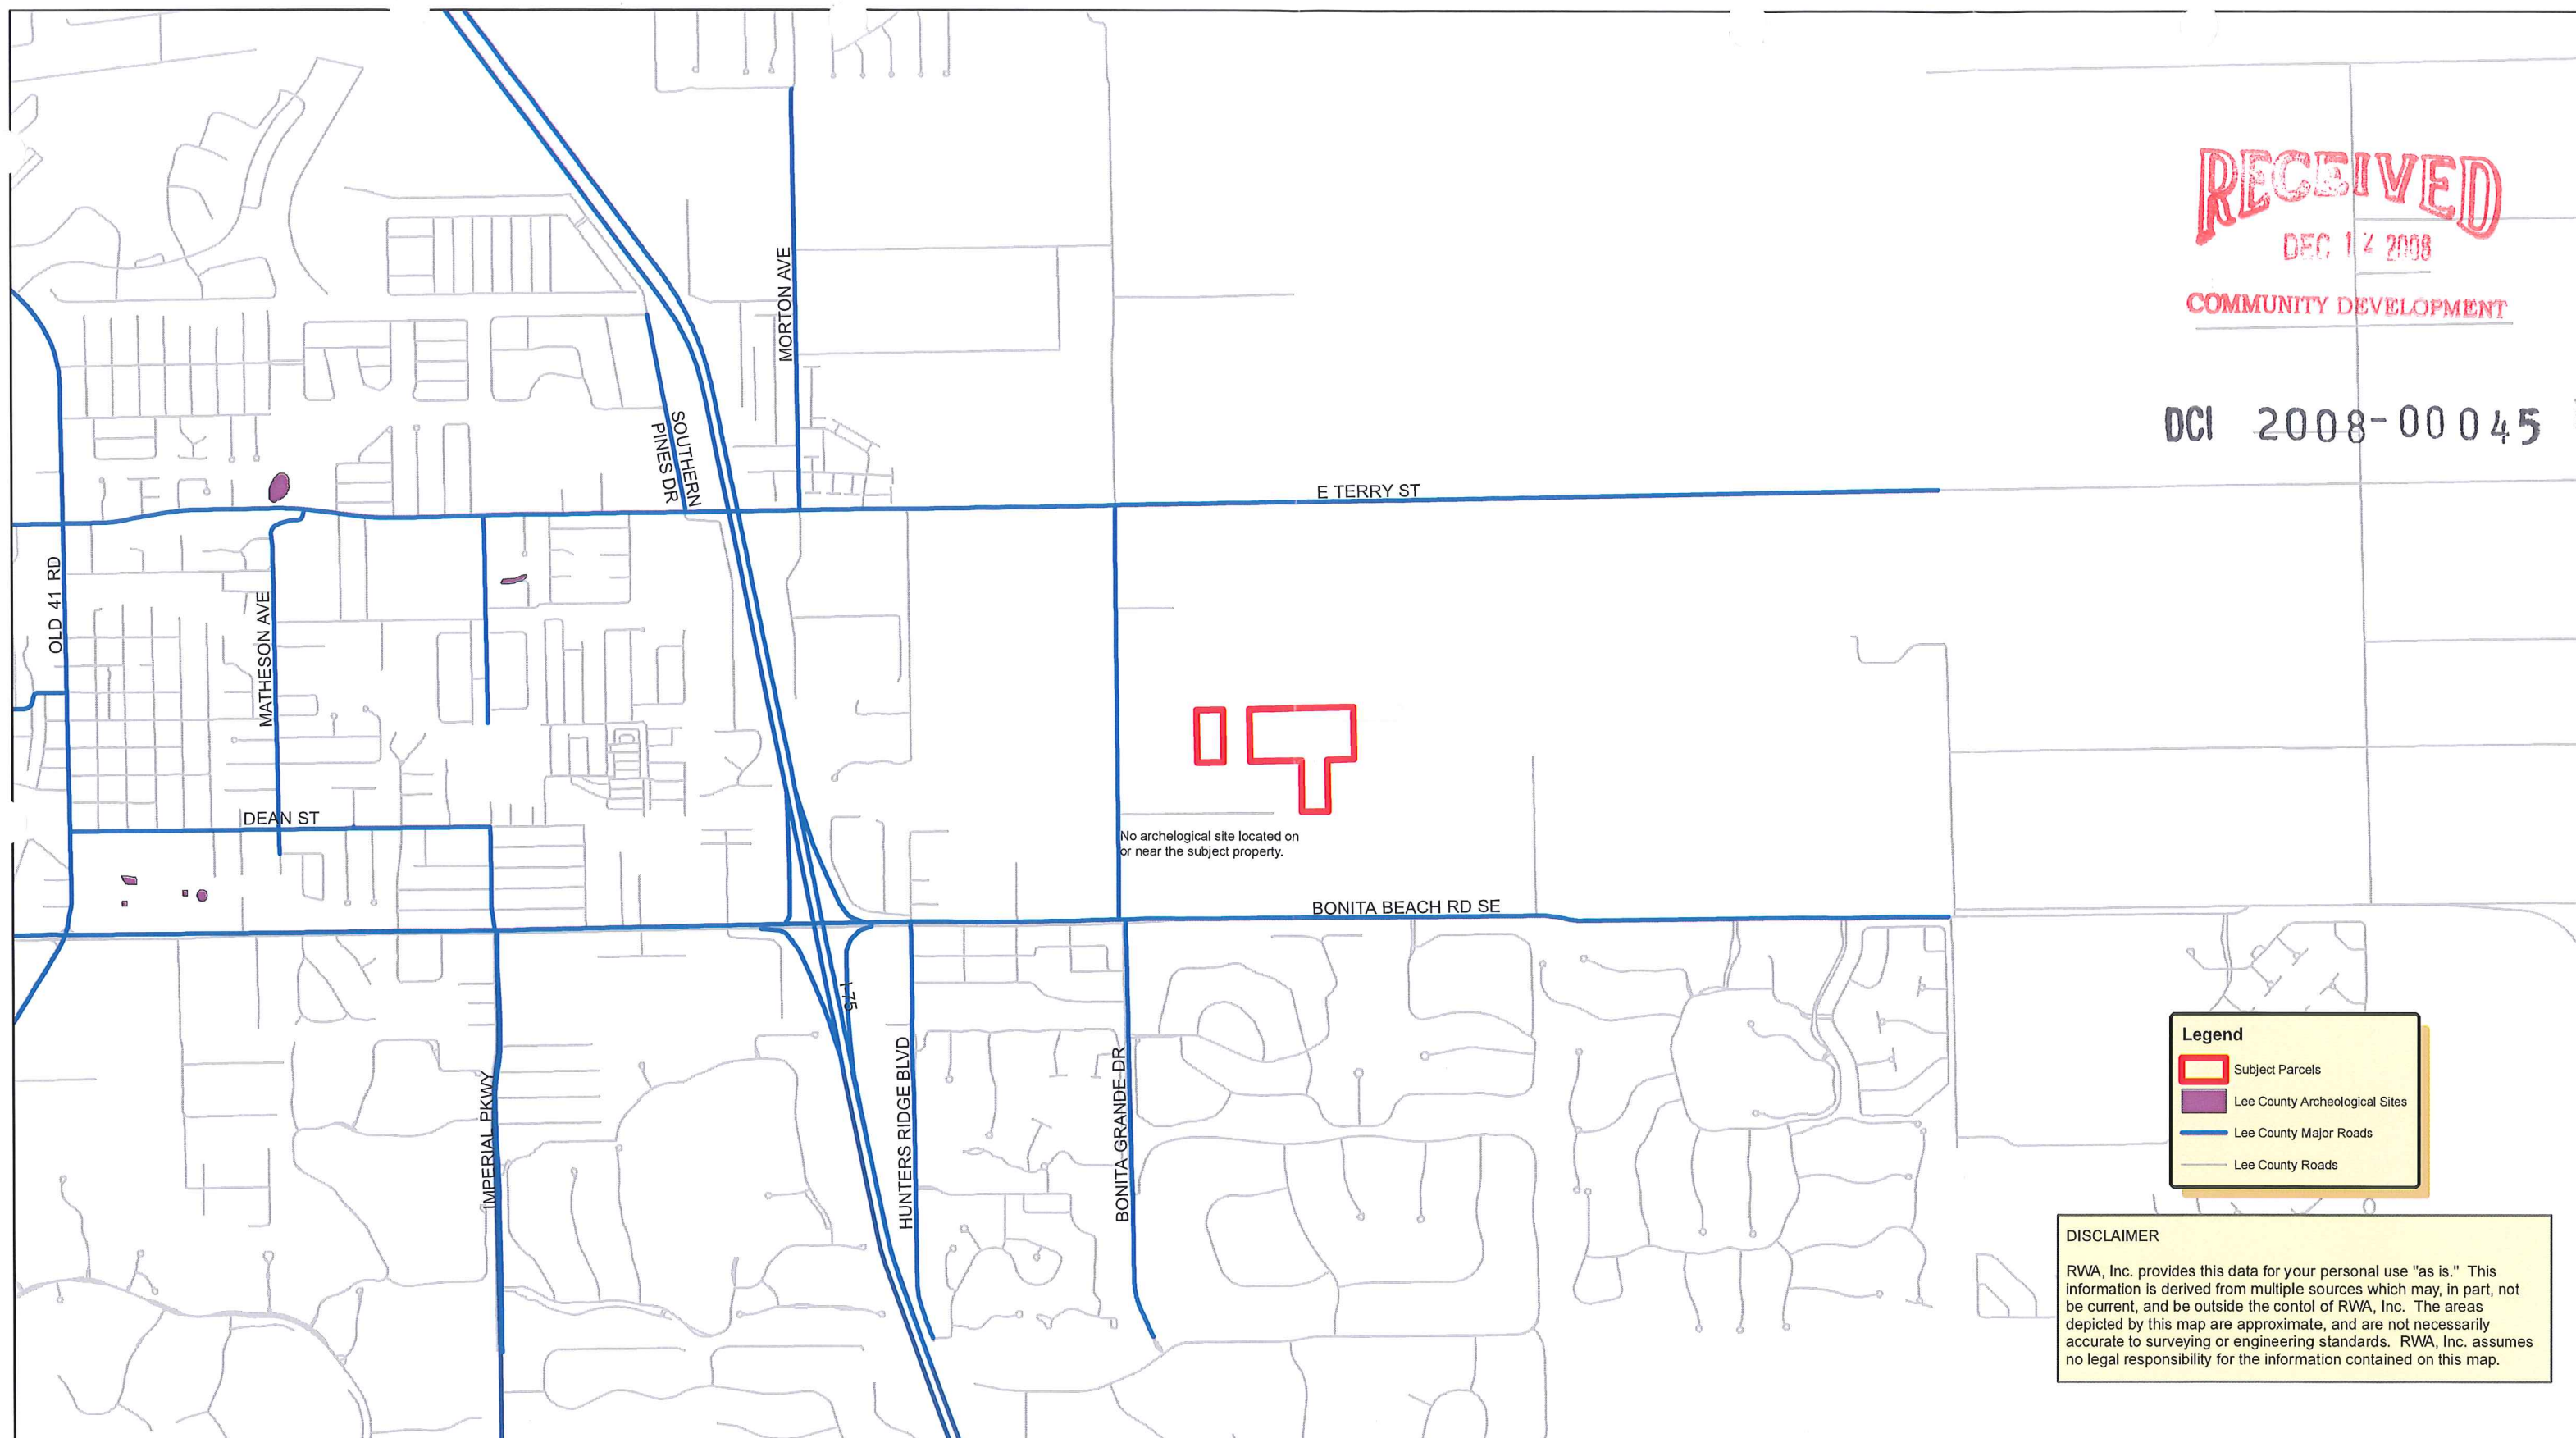 RECEIVED
DEC 12 2008
COMMUNITY DEVELOPMENT
DCI 2008-00045
MORTON AVE
SOUTHERN
PINES DR
E TERRY ST
OLD 41 RD
MATHESON AVE
DEAN ST
No archelogical site located on
or near the subject property.
BONITA BEACH RD SE
I-75
HUNTERS RIDGE BLVD
BONITA GRANDE DR
IMPERIAL PKWY
Legend
Subject Parcels
Lee County Archeological Sites
Lee County Major Roads
Lee County Roads
DISCLAIMER
RWA, Inc. provides this data for your personal use "as is." This
information is derived from multiple sources which may, in part, not
be current, and be outside the contol of RWA, Inc. The areas
depicted by this map are approximate, and are not necessarily
accurate to surveying or engineering standards. RWA, Inc. assumes
no legal responsibility for the information contained on this map.